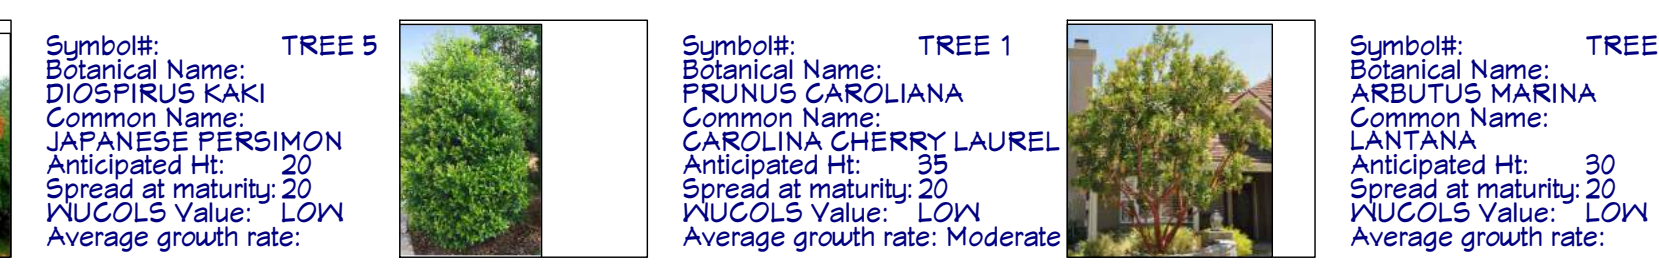 Symbol#: TREE 5
Botanical Name:
DIOSPIRUS KAKI
Common Name:
JAPANESE PERSIMON
Anticipated Ht: 20
Spread at maturity: 20
WUCOLS Value: LOW
Average growth rate:
Symbol#: TREE 1
Botanical Name:
PRUNUS CAROLIANA
Common Name:
CAROLINA CHERRY LAUREL
Anticipated Ht: 35
Spread at maturity: 20
WUCOLS Value: LOW
Average growth rate: Moderate
Symbol#: TREE
Botanical Name:
ARBUTUS MARINA
Common Name:
LANTANA
Anticipated Ht: 30
Spread at maturity: 20
WUCOLS Value: LOW
Average growth rate: